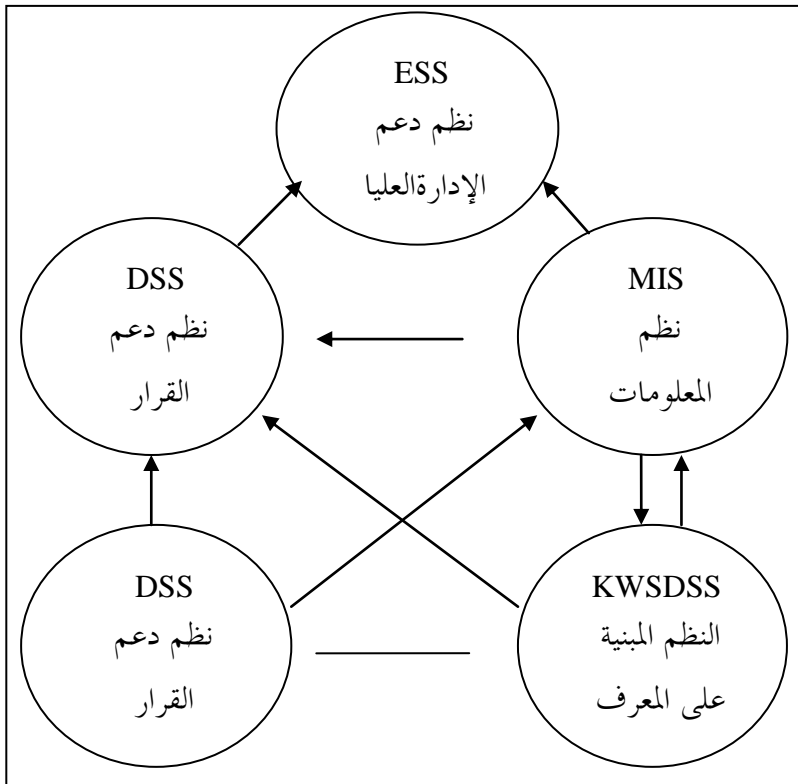 ESS
نظم دعم
الإدارةالعليا
DSS
نظم دعم
القرار
MIS
نظم
المعلومات
DSS
نظم دعم
القرار
KWSDSS
النظم المبنية
على المعرف